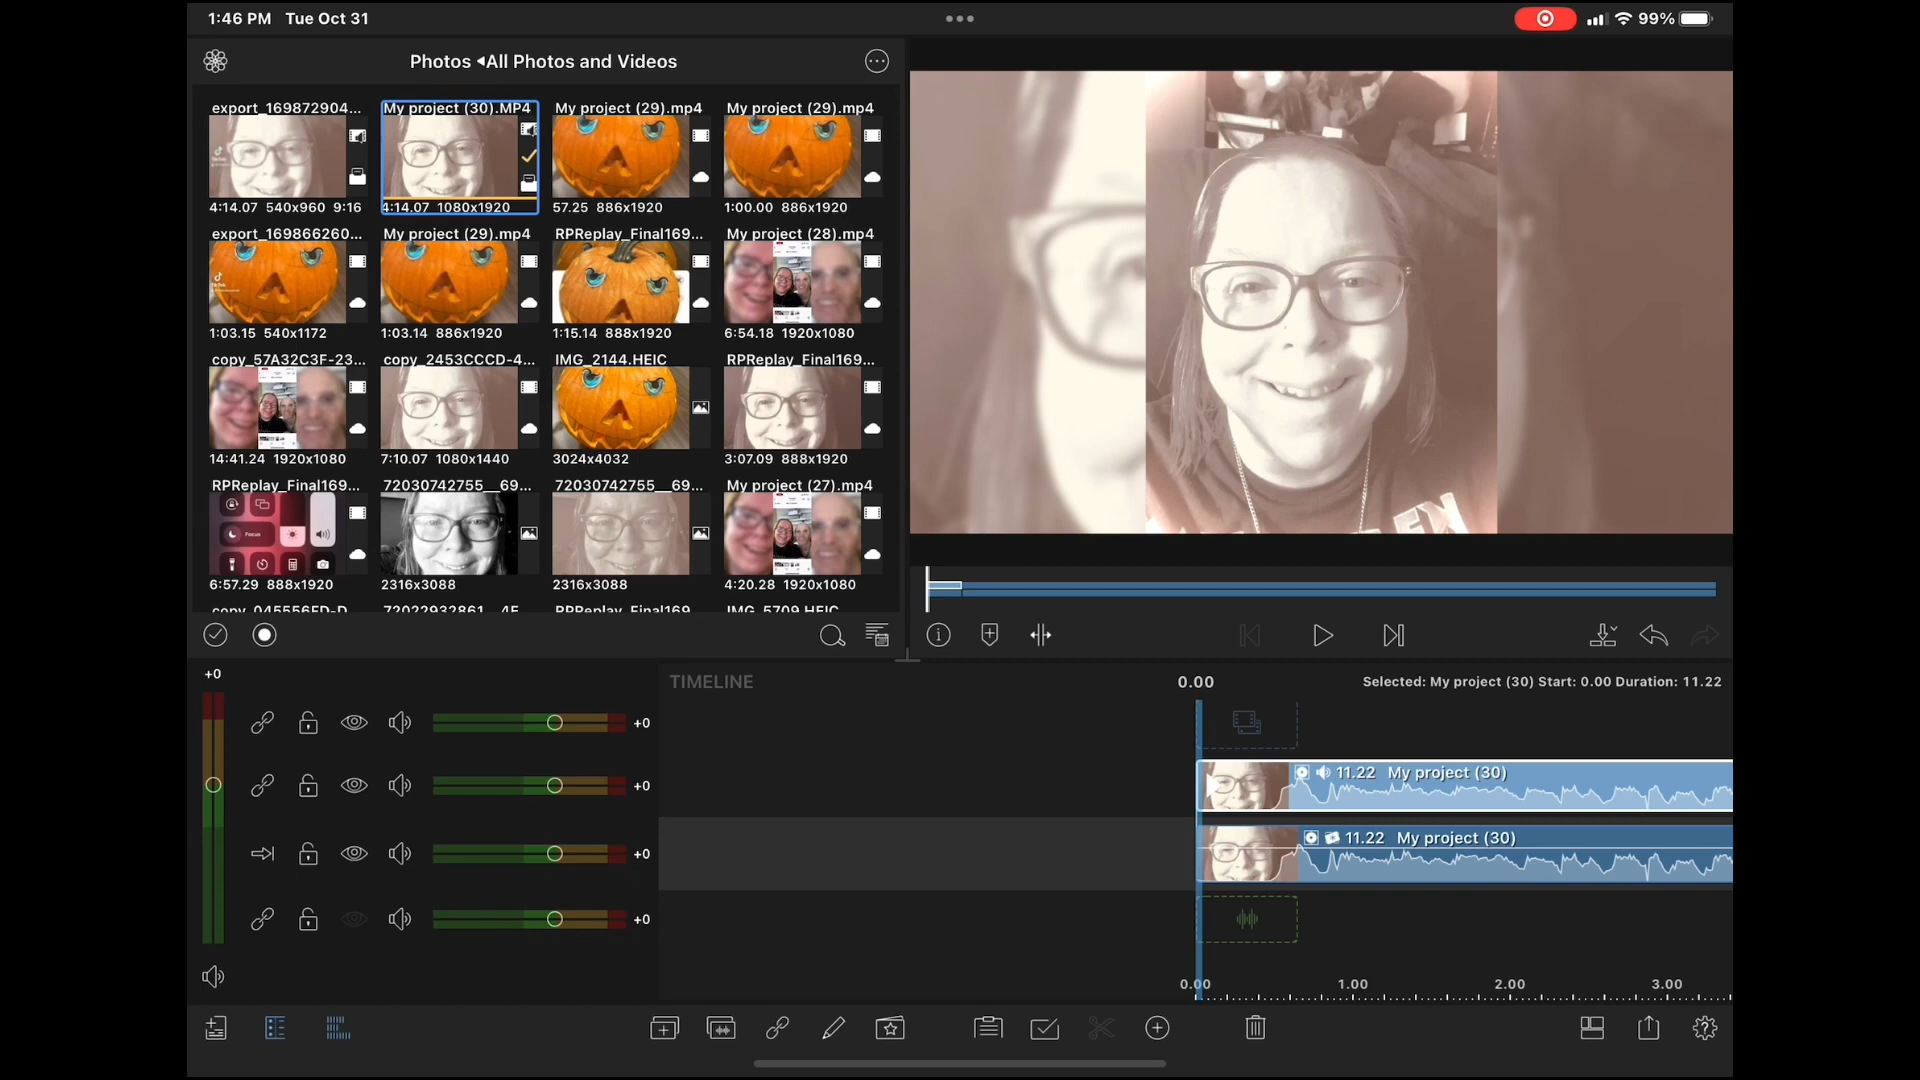 1:46 PM Tue Oct 31
99%
Photos ◂All Photos and Videos
export_169872904...
My project (30).MP4
My project (29).mp4
My project (29).mp4
4:14.07 540x960 9:16
4:14.07 1080x1920
57.25 886x1920
1:00.00 886x1920
export_169866260...
My project (29).mp4
RPReplay_Final169...
My project (28).mp4
1:03.15 540x1172
1:03.14 886x1920
1:15.14 888x1920
6:54.18 1920x1080
copy_57A32C3F-23...
copy_2453CCCD-4...
IMG_2144.HEIC
RPReplay_Final169...
14:41.24 1920x1080
7:10.07 1080x1440
3024x4032
3:07.09 888x1920
RPReplay_Final169...
72030742755__69...
72030742755__69...
My project (27).mp4
Focus
6:57.29 888x1920
2316x3088
2316x3088
4:20.28 1920x1080
IMG_5709.HEIC
+0
TIMELINE
0.00
Selected: My project (30) Start: 0.00 Duration: 11.22
+0
11.22 My project (30)
+0
11.22 My project (30)
+0
+0
0.00 1.00 2.00 3.00